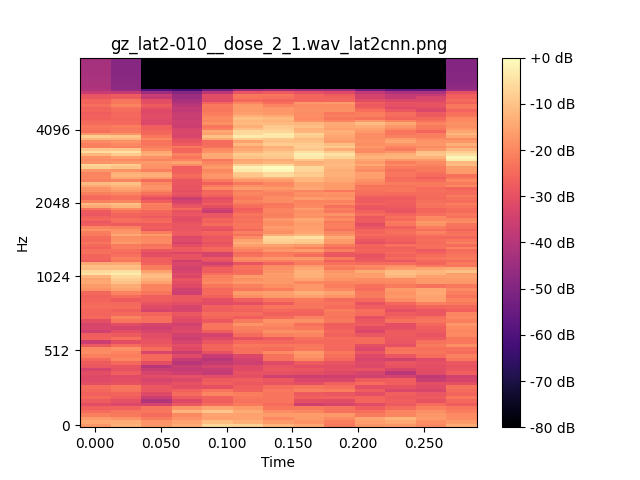 gz_lat2-010__dose_2_1.wav_lat2cnn.png
4096
2048
1024
512
0
Hz
0.000 0.050 0.100 0.150 0.200 0.250
Time
+0 dB
-10 dB
-20 dB
-30 dB
-40 dB
-50 dB
-60 dB
-70 dB
-80 dB